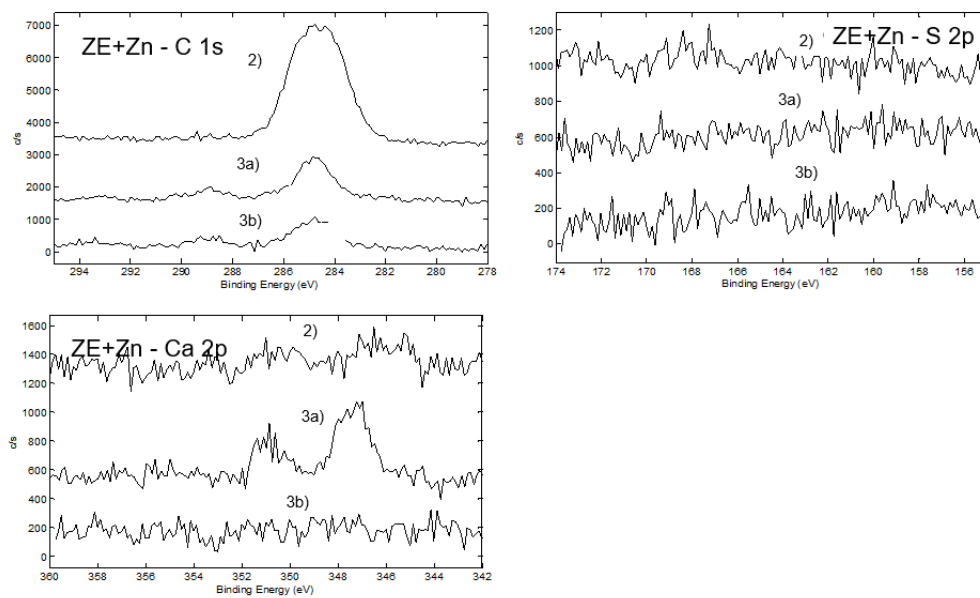 ZE+Zn - C 1s
2)
3a)
3b)
7000
6000
5000
4000
3000
2000
1000
0
c/s
294 292 290 288 286 284 282 280 278
Binding Energy (eV)
ZE+Zn - S 2p
2)
3a)
3b)
1200
1000
800
600
400
200
0
c/s
174 172 170 168 166 164 162 160 158 156
Binding Energy (eV)
ZE+Zn - Ca 2p
2)
3a)
3b)
1600
1400
1200
1000
800
600
400
200
0
c/s
360 358 356 354 352 350 348 346 344 342
Binding Energy (eV)